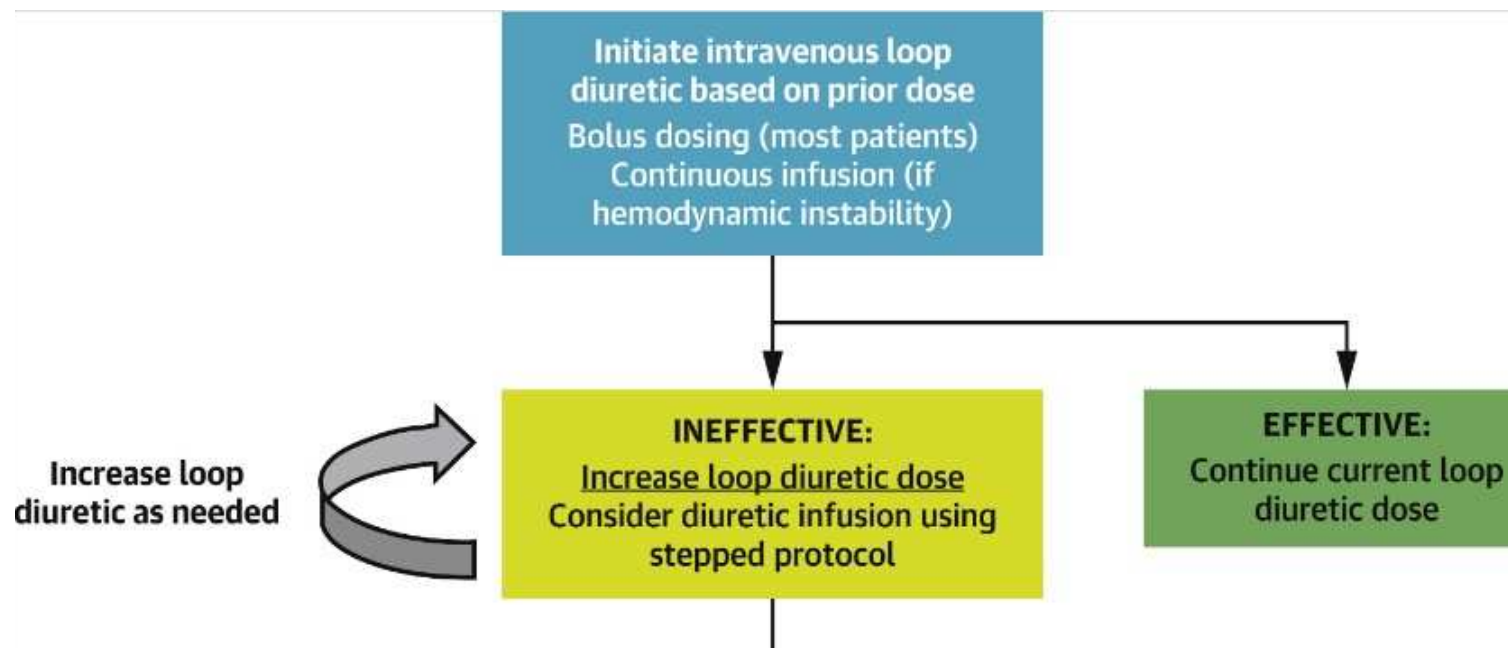 Initiate intravenous loop
diuretic based on prior dose
Bolus dosing (most patients)
Continuous infusion (if
hemodynamic instability)
Increase loop
diuretic as needed
INEFFECTIVE:
Increase loop diuretic dose
Consider diuretic infusion using
stepped protocol
EFFECTIVE:
Continue current loop
diuretic dose